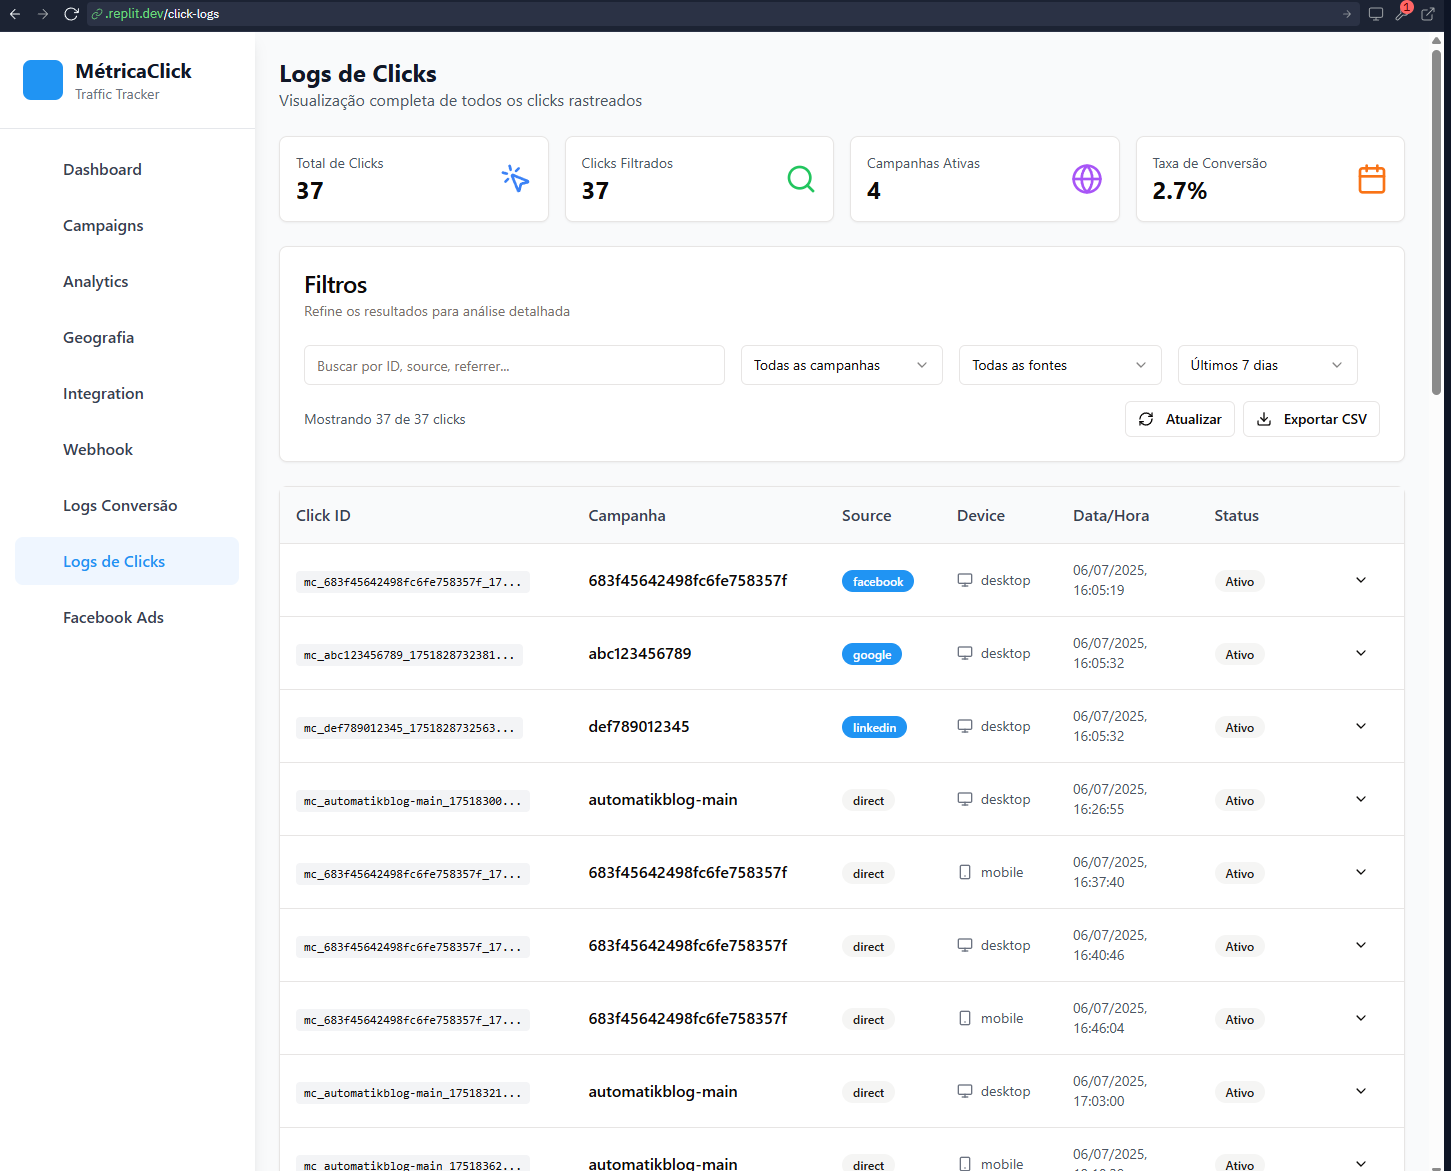 .replit.dev/click-logs
1
MétricaClick
Traffic Tracker
Dashboard
Campaigns
Analytics
Geografia
Integration
Webhook
Logs Conversão
Logs de Clicks
Facebook Ads
Logs de Clicks
Visualização completa de todos os clicks rastreados
Total de Clicks
37
Clicks Filtrados
37
Campanhas Ativas
4
Taxa de Conversão
2.7%
Filtros
Refine os resultados para análise detalhada
Buscar por ID, source, referrer...
Todas as campanhas
Todas as fontes
Últimos 7 dias
Mostrando 37 de 37 clicks
Atualizar
Exportar CSV
Click ID Campanha Source Device Data/Hora Status
mc_683f45642498fc6fe758357f_17... 683f45642498fc6fe758357f facebook desktop 06/07/2025, Ativo
16:05:19
mc_abc123456789_1751828732381... abc123456789 google desktop 06/07/2025, Ativo
16:05:32
mc_def789012345_1751828732563... def789012345 linkedin desktop 06/07/2025, Ativo
16:05:32
mc_automatikblog-main_17518300... automatikblog-main direct desktop 06/07/2025, Ativo
16:26:55
mc_683f45642498fc6fe758357f_17... 683f45642498fc6fe758357f direct mobile 06/07/2025, Ativo
16:37:40
mc_683f45642498fc6fe758357f_17... 683f45642498fc6fe758357f direct desktop 06/07/2025, Ativo
16:40:46
mc_683f45642498fc6fe758357f_17... 683f45642498fc6fe758357f direct mobile 06/07/2025, Ativo
16:46:04
mc_automatikblog-main_17518321... automatikblog-main direct desktop 06/07/2025, Ativo
17:03:00
mc_automatikblog-main_17518362... automatikblog-main direct mobile 06/07/2025, Ativo